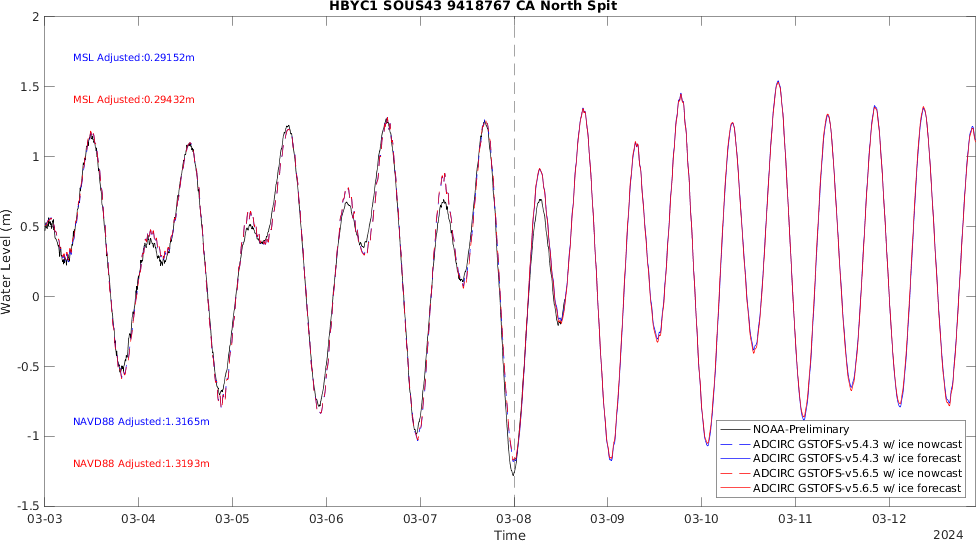 HBYC1 SOUS43 9418767 CA North Spit
2
1.5
1
0.5
0
-0.5
-1
-1.5
Water Level (m)
MSL Adjusted:0.29152m
MSL Adjusted:0.29432m
NAVD88 Adjusted:1.3165m
NAVD88 Adjusted:1.3193m
NOAA-Preliminary
ADCIRC GSTOFS-v5.4.3 w/ ice nowcast
ADCIRC GSTOFS-v5.4.3 w/ ice forecast
ADCIRC GSTOFS-v5.6.5 w/ ice nowcast
ADCIRC GSTOFS-v5.6.5 w/ ice forecast
03-03 03-04 03-05 03-06 03-07 03-08 03-09 03-10 03-11 03-12
Time
2024